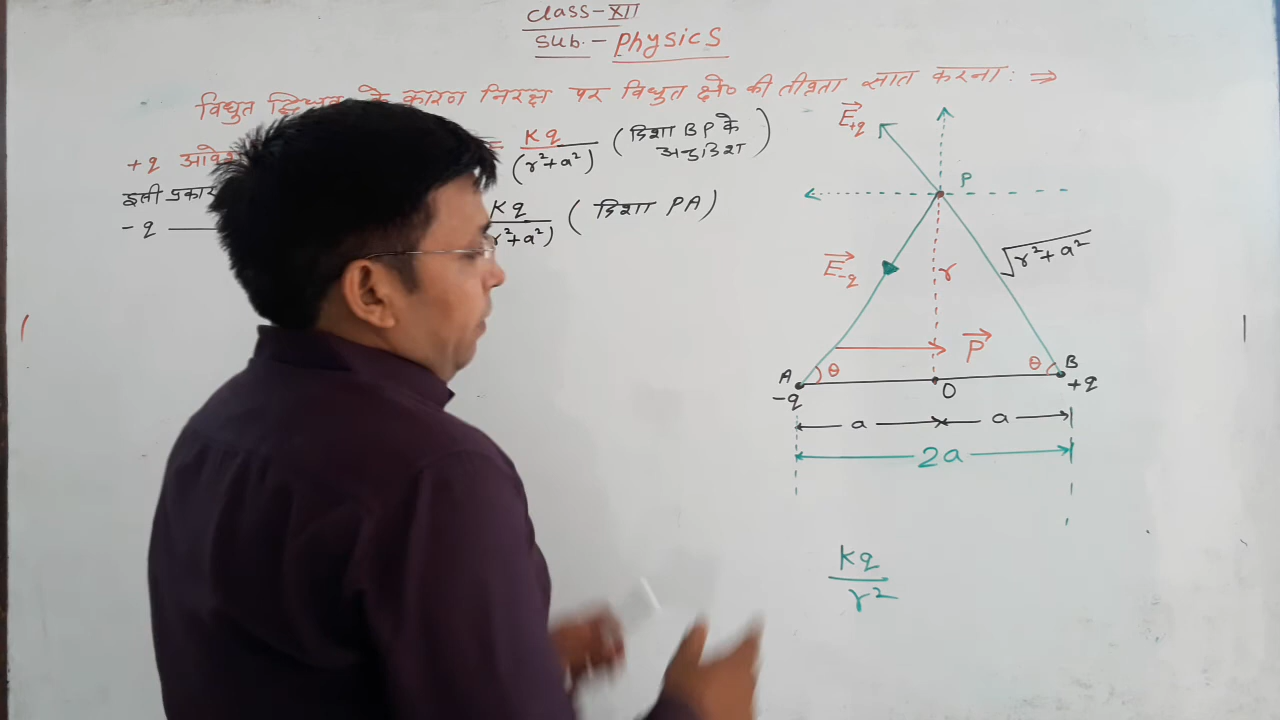 Class-XII
Sub.- Physics
विधुत द्विध्रुव के कारण निरक्ष पर विधुत क्षे० की तीव्रता ज्ञात करना: ⇒
+q = Kq/(r²+a²) (दिशा BP के अनुदिश)
इसी प्रकार
-q Kq/(r²+a²) (दिशा PA)
E⃗+q
P
√r²+a²
E⃗-q
r
P⃗
A θ θ B
-q O +q
a a
2a
Kq/r²